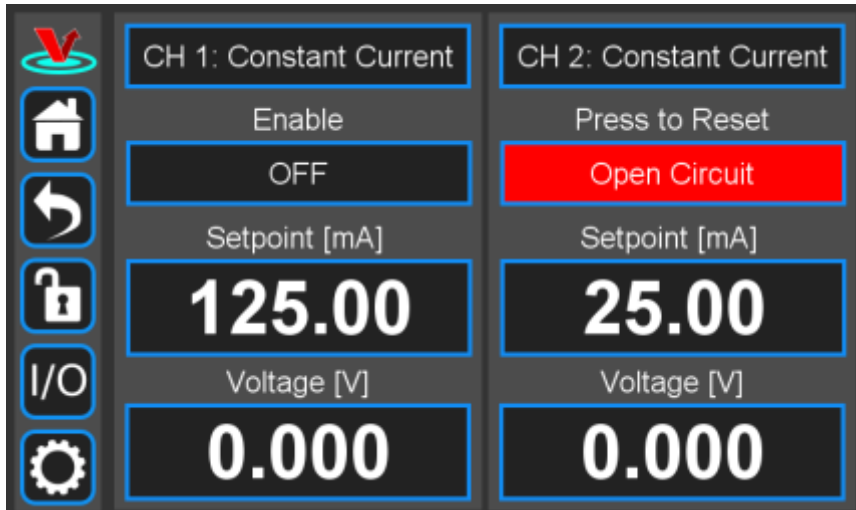 CH 1: Constant Current
Enable
OFF
Setpoint [mA]
125.00
Voltage [V]
0.000
CH 2: Constant Current
Press to Reset
Open Circuit
Setpoint [mA]
25.00
Voltage [V]
0.000
I/O